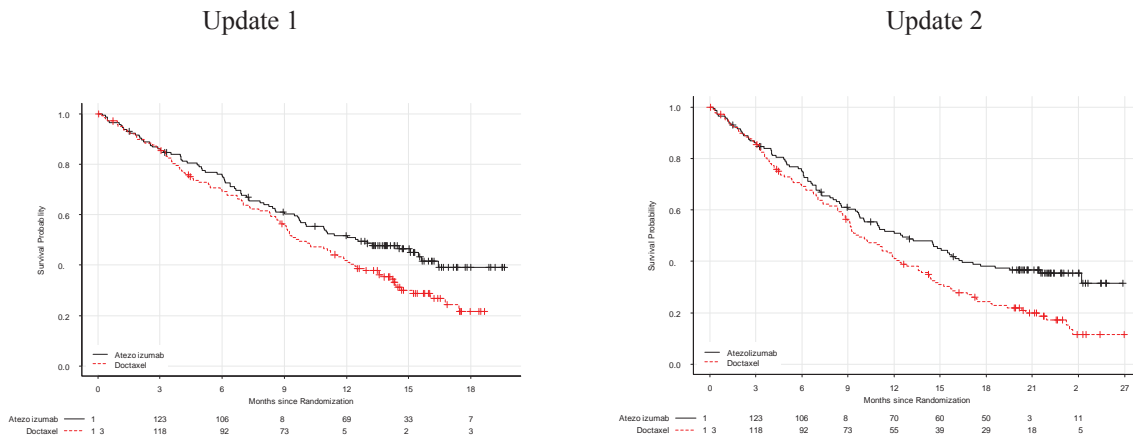 Update 1
Update 2
Survival Probability
1.0
0.8
0.6
0.
0.2
0.0
Atezo izumab
Doctaxel
0 3 6 9 12 15 18
Months since Randomization
Atezo izumab 1 123 106 8 69 33 7
Doctaxel 1 3 118 92 73 5 2 3
Survival Probability
1.0
0.8
0.6
0.
0.2
0.0
Atezolizumab
Doctaxel
0 3 6 9 12 15 18 21 2 27
Months since Randomization
Atezo izumab 1 123 106 8 70 60 50 3 11
Doctaxel 1 3 118 92 73 55 39 29 18 5